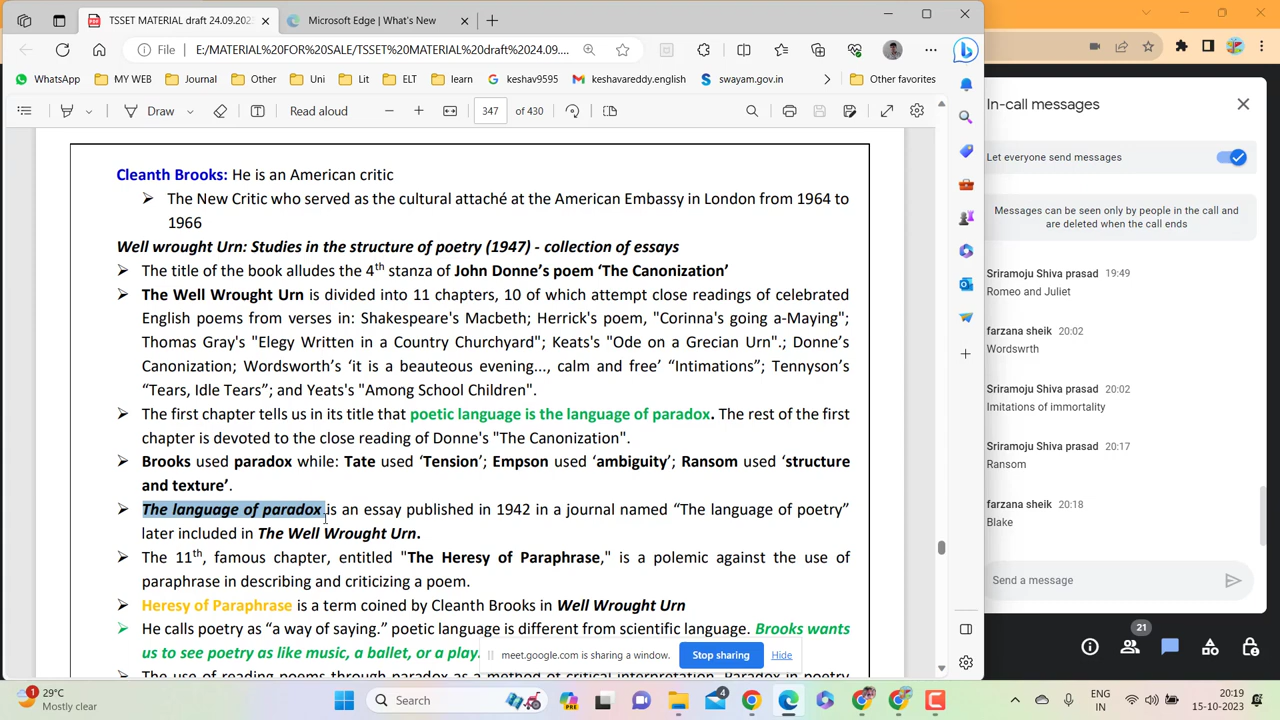 TSSET MATERIAL draft 24.09.202
Microsoft Edge | What's New
File
E:/MATERIAL%20FOR%20SALE/TSSET%20MATERIAL%20draft%2024.09....
WhatsApp
MY WEB
Journal
Other
Uni
Lit
ELT
learn
keshav9595
keshavareddy.english
swayam.gov.in
Other favorites
Draw
Read aloud
347
of 430
Cleanth Brooks: He is an American critic
➢ The New Critic who served as the cultural attaché at the American Embassy in London from 1964 to
1966
Well wrought Urn: Studies in the structure of poetry (1947) - collection of essays
➢ The title of the book alludes the 4th stanza of John Donne's poem 'The Canonization'
➢ The Well Wrought Urn is divided into 11 chapters, 10 of which attempt close readings of celebrated
English poems from verses in: Shakespeare's Macbeth; Herrick's poem, "Corinna's going a-Maying";
Thomas Gray's "Elegy Written in a Country Churchyard"; Keats's "Ode on a Grecian Urn".; Donne's
Canonization; Wordsworth's 'it is a beauteous evening..., calm and free' "Intimations"; Tennyson's
"Tears, Idle Tears"; and Yeats's "Among School Children".
➢ The first chapter tells us in its title that poetic language is the language of paradox. The rest of the first
chapter is devoted to the close reading of Donne's "The Canonization".
➢ Brooks used paradox while: Tate used 'Tension'; Empson used 'ambiguity'; Ransom used 'structure
and texture'.
➢ The language of paradox is an essay published in 1942 in a journal named "The language of poetry"
later included in The Well Wrought Urn.
➢ The 11th, famous chapter, entitled "The Heresy of Paraphrase," is a polemic against the use of
paraphrase in describing and criticizing a poem.
➢ Heresy of Paraphrase is a term coined by Cleanth Brooks in Well Wrought Urn
➢ He calls poetry as "a way of saying." poetic language is different from scientific language. Brooks wants
us to see poetry as like music, a ballet, or a play.
The use of reading poems through paradox as a method of critical interpretation. Paradox in poetry
meet.google.com is sharing a window.
Stop sharing
Hide
In-call messages
Let everyone send messages
Messages can be seen only by people in the call and
are deleted when the call ends
Sriramoju Shiva prasad 19:49
Romeo and Juliet
farzana sheik 20:02
Wordswrth
Sriramoju Shiva prasad 20:02
Imitations of immortality
Sriramoju Shiva prasad 20:17
Ransom
farzana sheik 20:18
Blake
Send a message
21
1
29°C
Mostly clear
Search
4
ENG
IN
20:19
15-10-2023